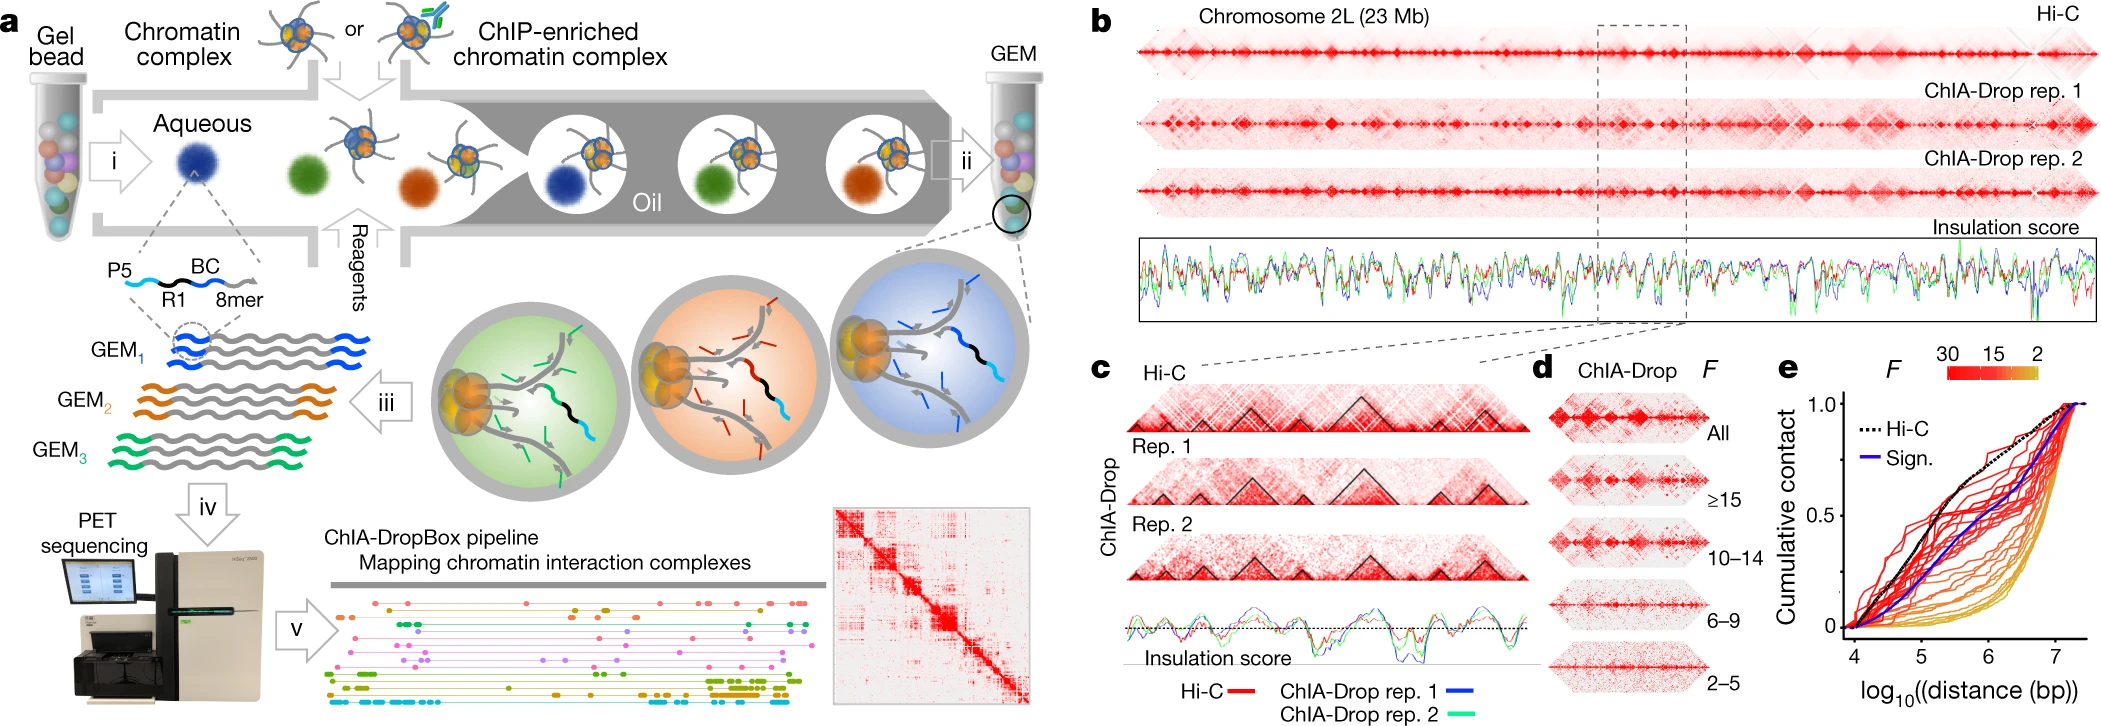 a
Gel
bead
Chromatin
complex
or
ChIP-enriched
chromatin complex
GEM
Aqueous
i
ii
Oil
Reagents
P5
BC
R1
8mer
GEM1
GEM2
GEM3
iii
iv
PET
sequencing
v
ChIA-DropBox pipeline
Mapping chromatin interaction complexes
b
Chromosome 2L (23 Mb)
Hi-C
ChIA-Drop rep. 1
ChIA-Drop rep. 2
Insulation score
c
Hi-C
ChIA-Drop
Rep. 1
Rep. 2
Insulation score
Hi-C
ChIA-Drop rep. 1
ChIA-Drop rep. 2
d
ChIA-Drop
F
All
≥15
10–14
6–9
2–5
e
F
30 15 2
Cumulative contact
1.0
0.5
0
Hi-C
Sign.
4 5 6 7
log10((distance (bp))